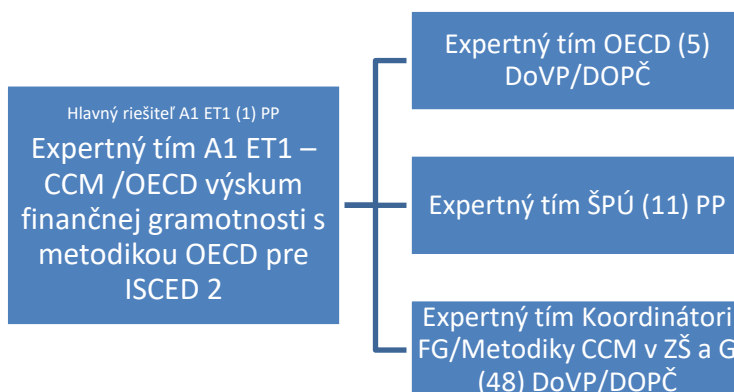 Hlavný riešiteľ A1 ET1 (1) PP
Expertný tím A1 ET1 –
CCM /OECD výskum
finančnej gramotnosti s
metodikou OECD pre
ISCED 2
Expertný tím OECD (5)
DoVP/DOPČ
Expertný tím ŠPÚ (11) PP
Expertný tím Koordinátori
FG/Metodiky CCM v ZŠ a G
(48) DoVP/DOPČ